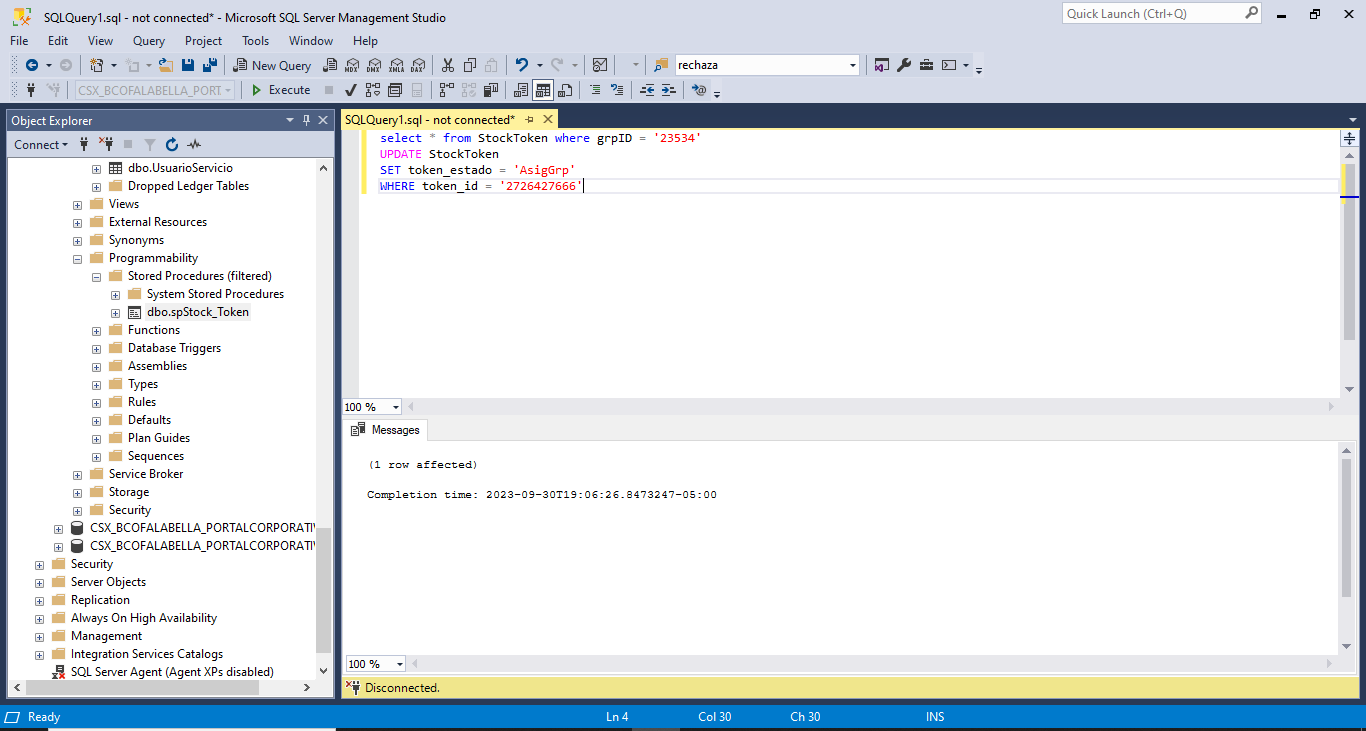 SQLQuery1.sql - not connected* - Microsoft SQL Server Management Studio
Quick Launch (Ctrl+Q)
File Edit View Query Project Tools Window Help
New Query MDX DMX XMLA DAX rechaza
CSX_BCOFALABELLA_PORT Execute
Object Explorer
Connect
dbo.UsuarioServicio
Dropped Ledger Tables
Views
External Resources
Synonyms
Programmability
Stored Procedures (filtered)
System Stored Procedures
dbo.spStock_Token
Functions
Database Triggers
Assemblies
Types
Rules
Defaults
Plan Guides
Sequences
Service Broker
Storage
Security
CSX_BCOFALABELLA_PORTALCORPORATIV
CSX_BCOFALABELLA_PORTALCORPORATIV
Security
Server Objects
Replication
Always On High Availability
Management
Integration Services Catalogs
SQL Server Agent (Agent XPs disabled)
SQLQuery1.sql - not connected*
select * from StockToken where grpID = '23534'
UPDATE StockToken
SET token_estado = 'AsigGrp'
WHERE token_id = '2726427666'
100 %
Messages
(1 row affected)
Completion time: 2023-09-30T19:06:26.8473247-05:00
100 %
Disconnected.
Ready Ln 4 Col 30 Ch 30 INS